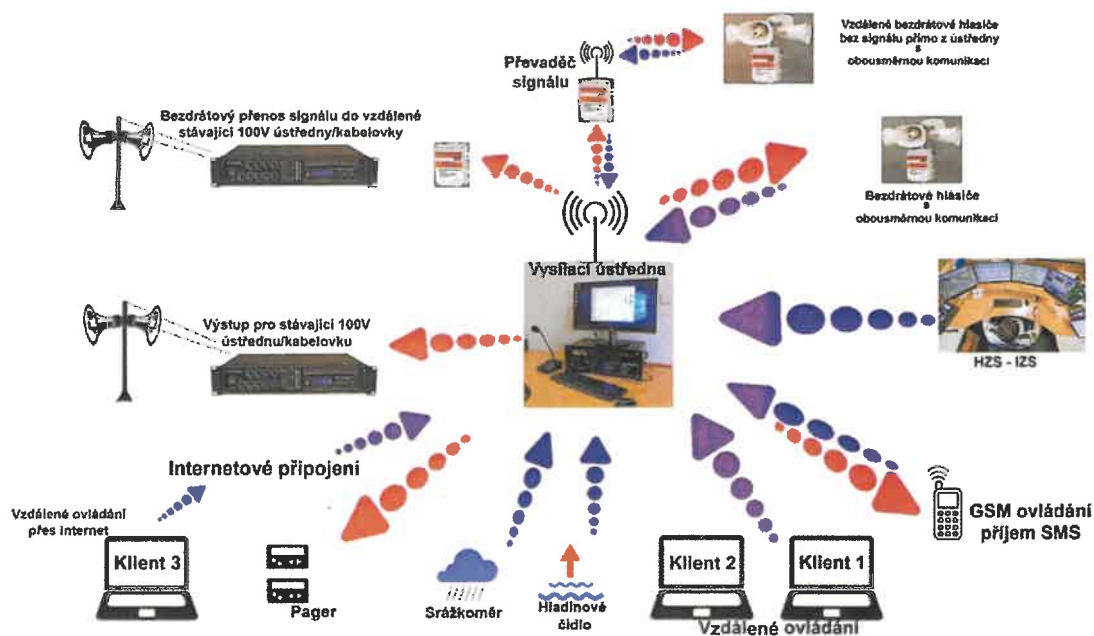 Vzdálené bezdrátové hlasiče
bez signálu přímo z ústředny
s
obousměrnou komunikací
Převaděč
signálu
Bezdrátový přenos signálu do vzdálené
stávající 100V ústředny/kabelovky
Bezdrátové hlasiče
s
obousměrnou komunikací
Vysílací ústředna
Výstup pro stávající 100V
ústřednu/kabelovku
HZS - IZS
Internetové připojení
Vzdálené ovládání
přes internet
GSM ovládání
příjem SMS
Klient 3
Klient 2
Klient 1
Pager
Srážkoměr
Hladinové
čidlo
Vzdálené ovládání